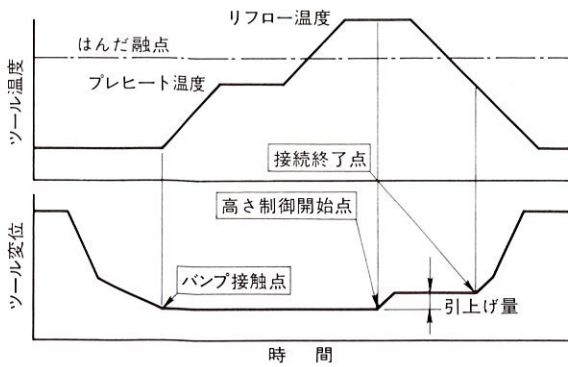 リフロー温度
はんだ融点
プレヒート温度
ツール温度
接続終了点
高さ制御開始点
バンプ接触点
引上げ量
ツール変位
時間